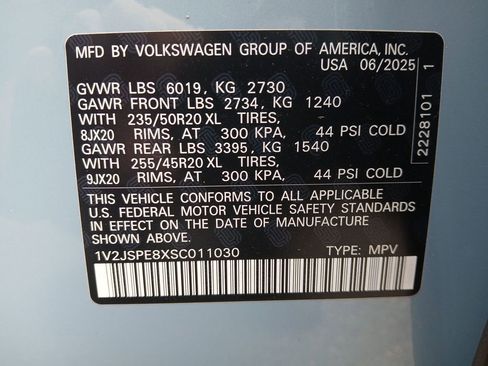 MFD BY VOLKSWAGEN GROUP OF AMERICA, INC.
USA 06/2025
GVWR LBS 6019, KG 2730
GAWR FRONT LBS 2734, KG 1240
WITH 235/50R20 XL TIRES,
8JX20 RIMS, AT 300 KPA, 44 PSI COLD
GAWR REAR LBS 3395, KG 1540
WITH 255/45R20 XL TIRES,
9JX20 RIMS, AT 300 KPA, 44 PSI COLD
THIS VEHICLE CONFORMS TO ALL APPLICABLE
U.S. FEDERAL MOTOR VEHICLE SAFETY STANDARDS
IN EFFECT ON THE DATE OF MANUFACTURE
SHOWN ABOVE.
1V2JSPE8XSC011030 TYPE: MPV
2228101 1